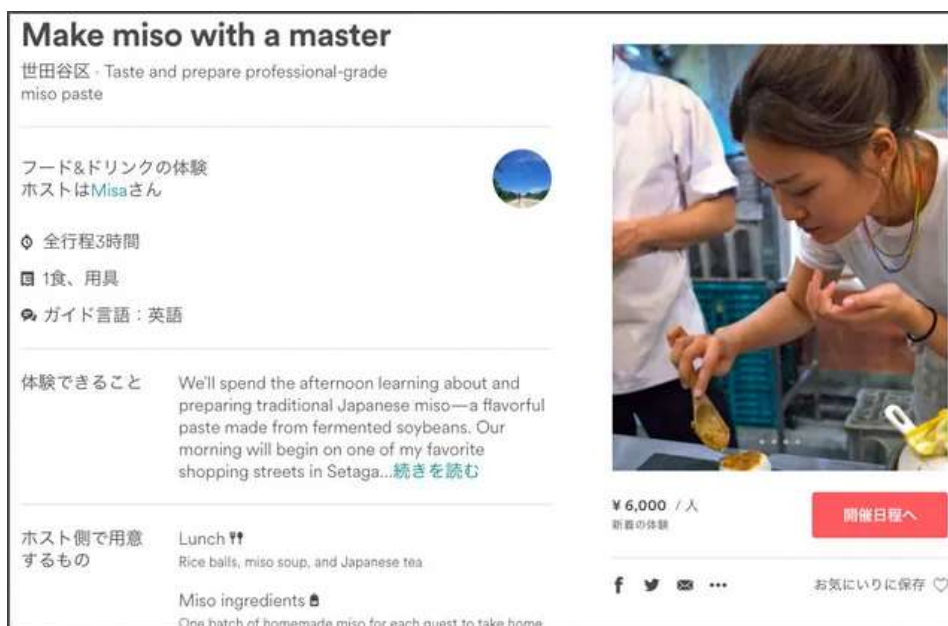 Make miso with a master
世田谷区 · Taste and prepare professional-grade
miso paste
フード&ドリンクの体験
ホストはMisaさん
全行程3時間
1食、用具
ガイド言語：英語
体験できること
We'll spend the afternoon learning about and
preparing traditional Japanese miso—a flavorful
paste made from fermented soybeans. Our
morning will begin on one of my favorite
shopping streets in Setaga...続きを読む
ホスト側で用意
するもの
Lunch
Rice balls, miso soup, and Japanese tea
Miso ingredients
One batch of homemade miso for each guest to take home
¥ 6,000 / 人
新着の体験
開催日程へ
お気にいりに保存